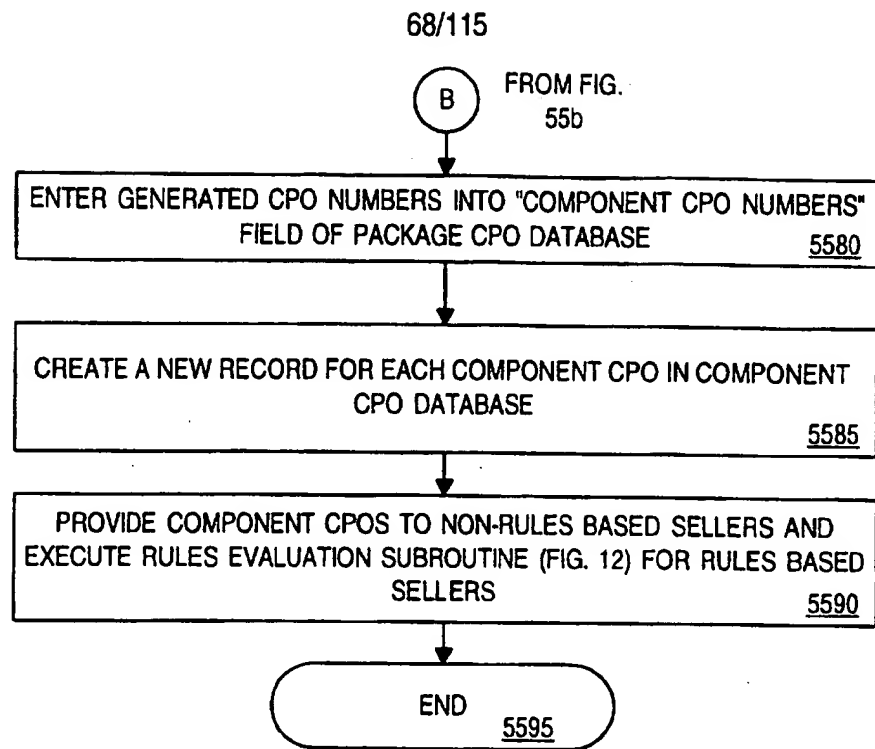 68/115
B
FROM FIG.
55b
ENTER GENERATED CPO NUMBERS INTO "COMPONENT CPO NUMBERS"
FIELD OF PACKAGE CPO DATABASE
5580
CREATE A NEW RECORD FOR EACH COMPONENT CPO IN COMPONENT
CPO DATABASE
5585
PROVIDE COMPONENT CPOS TO NON-RULES BASED SELLERS AND
EXECUTE RULES EVALUATION SUBROUTINE (FIG. 12) FOR RULES BASED
SELLERS
5590
END
5595